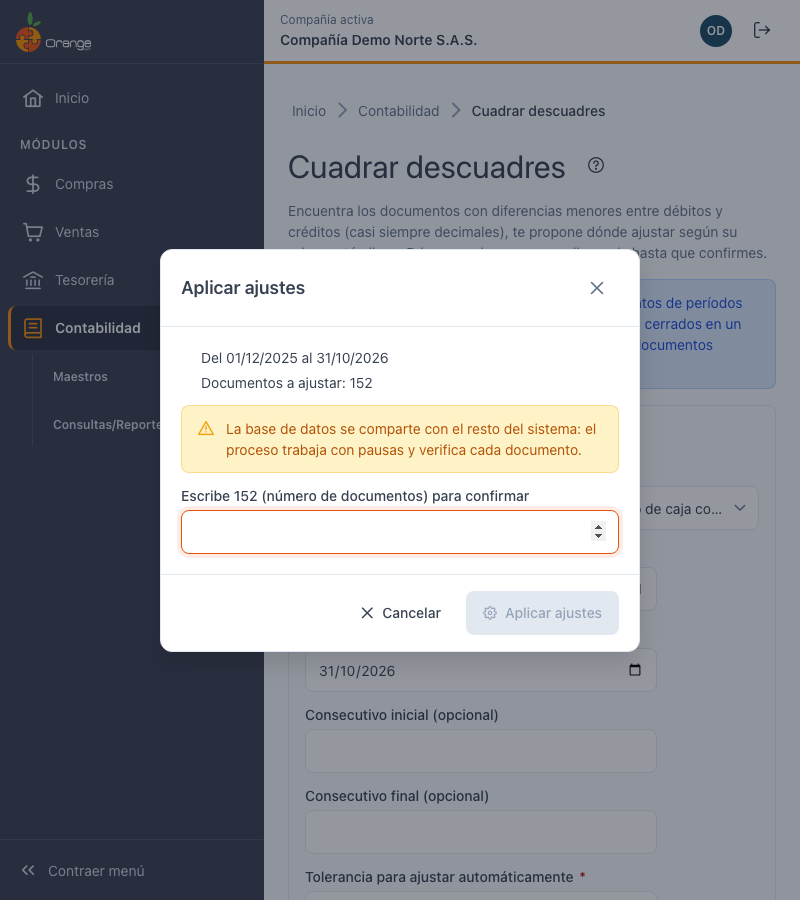 Orange
Compañía activa
Compañía Demo Norte S.A.S.
OD
Inicio
MÓDULOS
Compras
Ventas
Tesorería
Contabilidad
Maestros
Consultas/Reporte
Contraer menú
Inicio
Contabilidad
Cuadrar descuadres
Cuadrar descuadres
Encuentra los documentos con diferencias menores entre débitos y
créditos (casi siempre decimales), te propone dónde ajustar según su
hasta que confirmes.
tos de períodos
cerrados en un
ocumentos
de caja co...
Aplicar ajustes
Del 01/12/2025 al 31/10/2026
Documentos a ajustar: 152
La base de datos se comparte con el resto del sistema: el
proceso trabaja con pausas y verifica cada documento.
Escribe 152 (número de documentos) para confirmar
Cancelar
Aplicar ajustes
31/10/2026
Consecutivo inicial (opcional)
Consecutivo final (opcional)
Tolerancia para ajustar automáticamente *